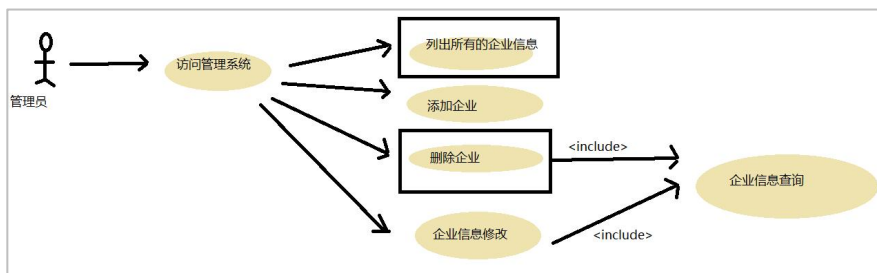 列出所有的企业信息
访问管理系统
管理员
添加企业
删除企业
<include>
企业信息查询
企业信息修改
<include>